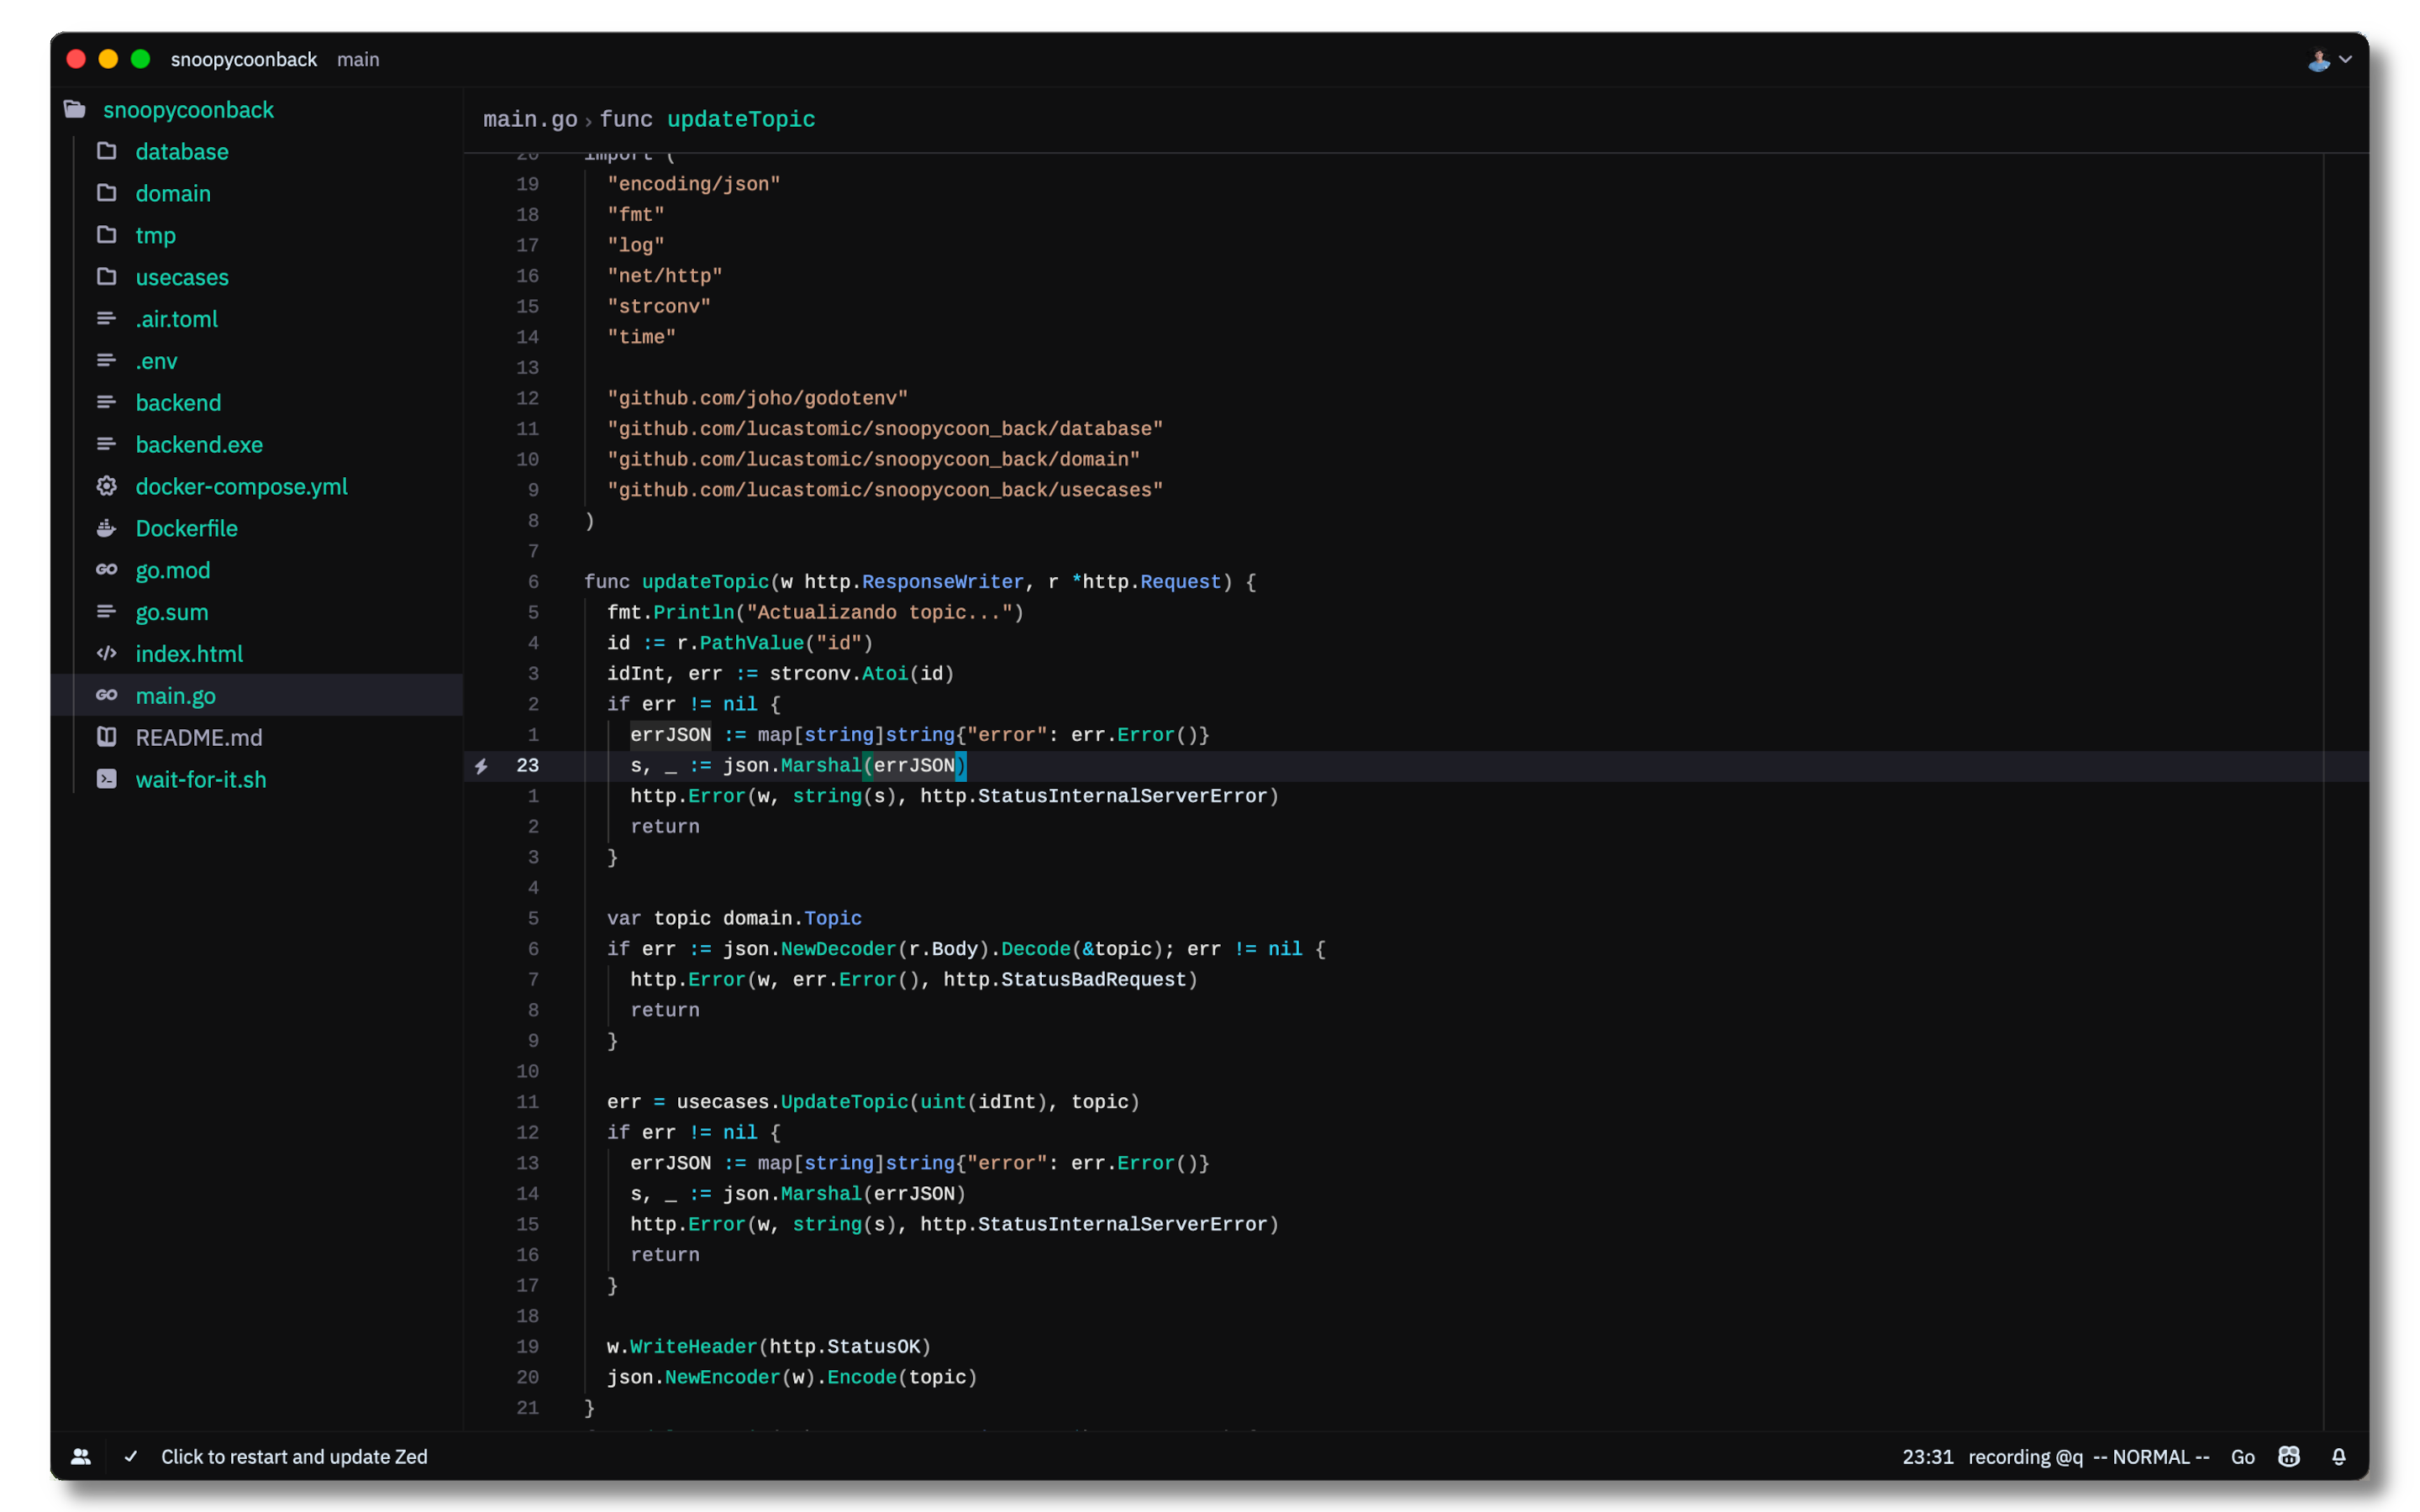 snoopycoonback main
snoopycoonback
database
domain
tmp
usecases
.air.toml
.env
backend
backend.exe
docker-compose.yml
Dockerfile
go.mod
go.sum
index.html
main.go
README.md
wait-for-it.sh
main.go › func updateTopic
20 import (
19 "encoding/json"
18 "fmt"
17 "log"
16 "net/http"
15 "strconv"
14 "time"
13
12 "github.com/joho/godotenv"
11 "github.com/lucastomic/snoopycoon_back/database"
10 "github.com/lucastomic/snoopycoon_back/domain"
9 "github.com/lucastomic/snoopycoon_back/usecases"
8 )
7
6 func updateTopic(w http.ResponseWriter, r *http.Request) {
5 fmt.Println("Actualizando topic...")
4 id := r.PathValue("id")
3 idInt, err := strconv.Atoi(id)
2 if err != nil {
1 errJSON := map[string]string{"error": err.Error()}
23 s, _ := json.Marshal(errJSON)
1 http.Error(w, string(s), http.StatusInternalServerError)
2 return
3 }
4
5 var topic domain.Topic
6 if err := json.NewDecoder(r.Body).Decode(&topic); err != nil {
7 http.Error(w, err.Error(), http.StatusBadRequest)
8 return
9 }
10
11 err = usecases.UpdateTopic(uint(idInt), topic)
12 if err != nil {
13 errJSON := map[string]string{"error": err.Error()}
14 s, _ := json.Marshal(errJSON)
15 http.Error(w, string(s), http.StatusInternalServerError)
16 return
17 }
18
19 w.WriteHeader(http.StatusOK)
20 json.NewEncoder(w).Encode(topic)
21 }
Click to restart and update Zed
23:31 recording @q -- NORMAL -- Go